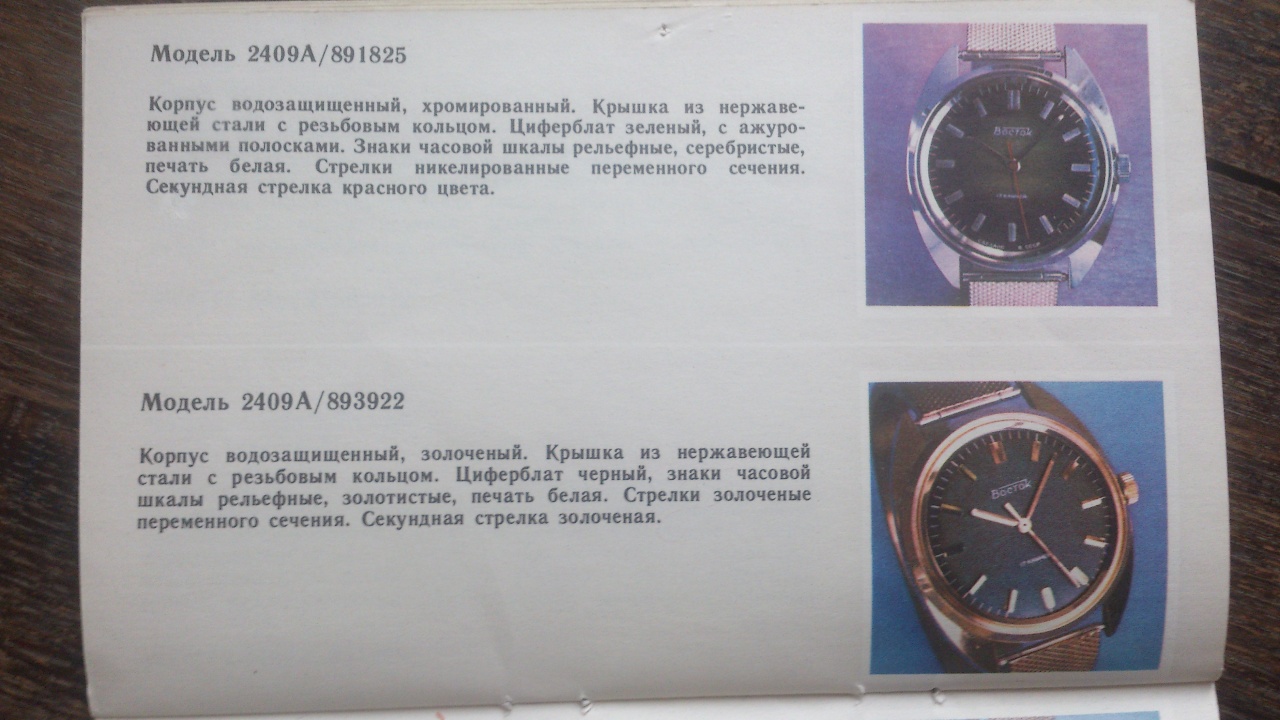 Модель 2409А/891825
Корпус водозащищенный, хромированный. Крышка из нержаве-
ющей стали с резьбовым кольцом. Циферблат зеленый, с ажуро-
ванными полосками. Знаки часовой шкалы рельефные, серебристые,
печать белая. Стрелки никелированные переменного сечения.
Секундная стрелка красного цвета.
Восток
Модель 2409А/893922
Корпус водозащищенный, золоченый. Крышка из нержавеющей
стали с резьбовым кольцом. Циферблат черный, знаки часовой
шкалы рельефные, золотистые, печать белая. Стрелки золоченые
переменного сечения. Секундная стрелка золоченая.
Восток